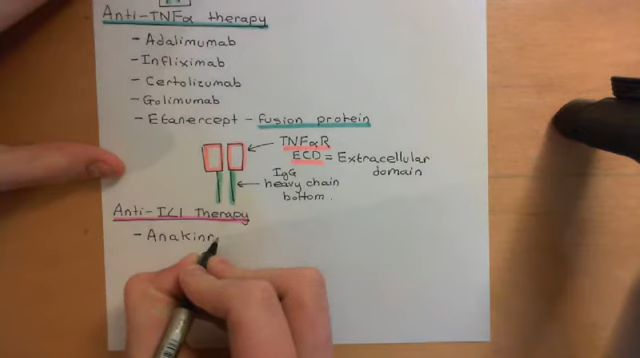 Anti-TNFα therapy
- Adalimumab
- Infliximab
- Certolizumab
- Golimumab
- Etanercept - fusion protein
TNFαR
ECD = Extracellular domain
IgG
heavy chain
bottom.
Anti-IL1 Therapy
- Anakinr